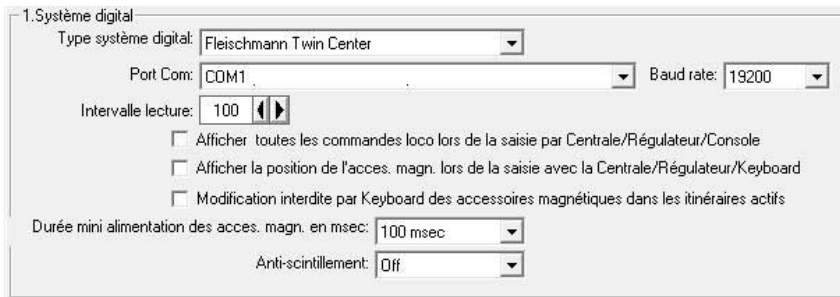 1.Système digital
Type système digital: Fleischmann Twin Center
Port Com: COM1 Baud rate: 19200
Intervalle lecture: 100
Afficher toutes les commandes loco lors de la saisie par Centrale/Régulateur/Console
Afficher la position de l'acces. magn. lors de la saisie avec la Centrale/Régulateur/Keyboard
Modification interdite par Keyboard des accessoires magnétiques dans les itinéraires actifs
Durée mini alimentation des acces. magn. en msec: 100 msec
Anti-scintillement: Off